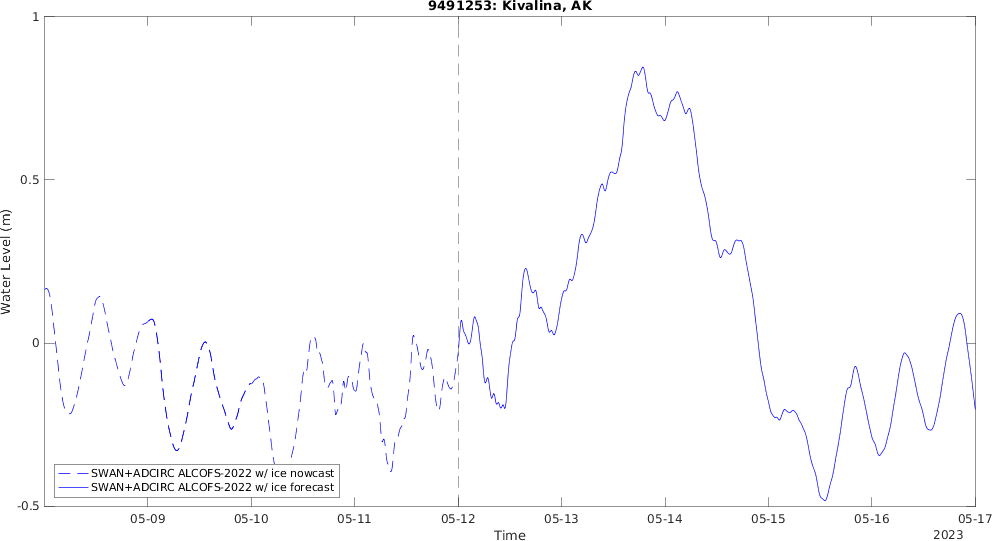 9491253: Kivalina, AK
1
0.5
0
-0.5
Water Level (m)
SWAN+ADCIRC ALCOFS-2022 w/ ice nowcast
SWAN+ADCIRC ALCOFS-2022 w/ ice forecast
05-09 05-10 05-11 05-12 05-13 05-14 05-15 05-16 05-17
Time
2023